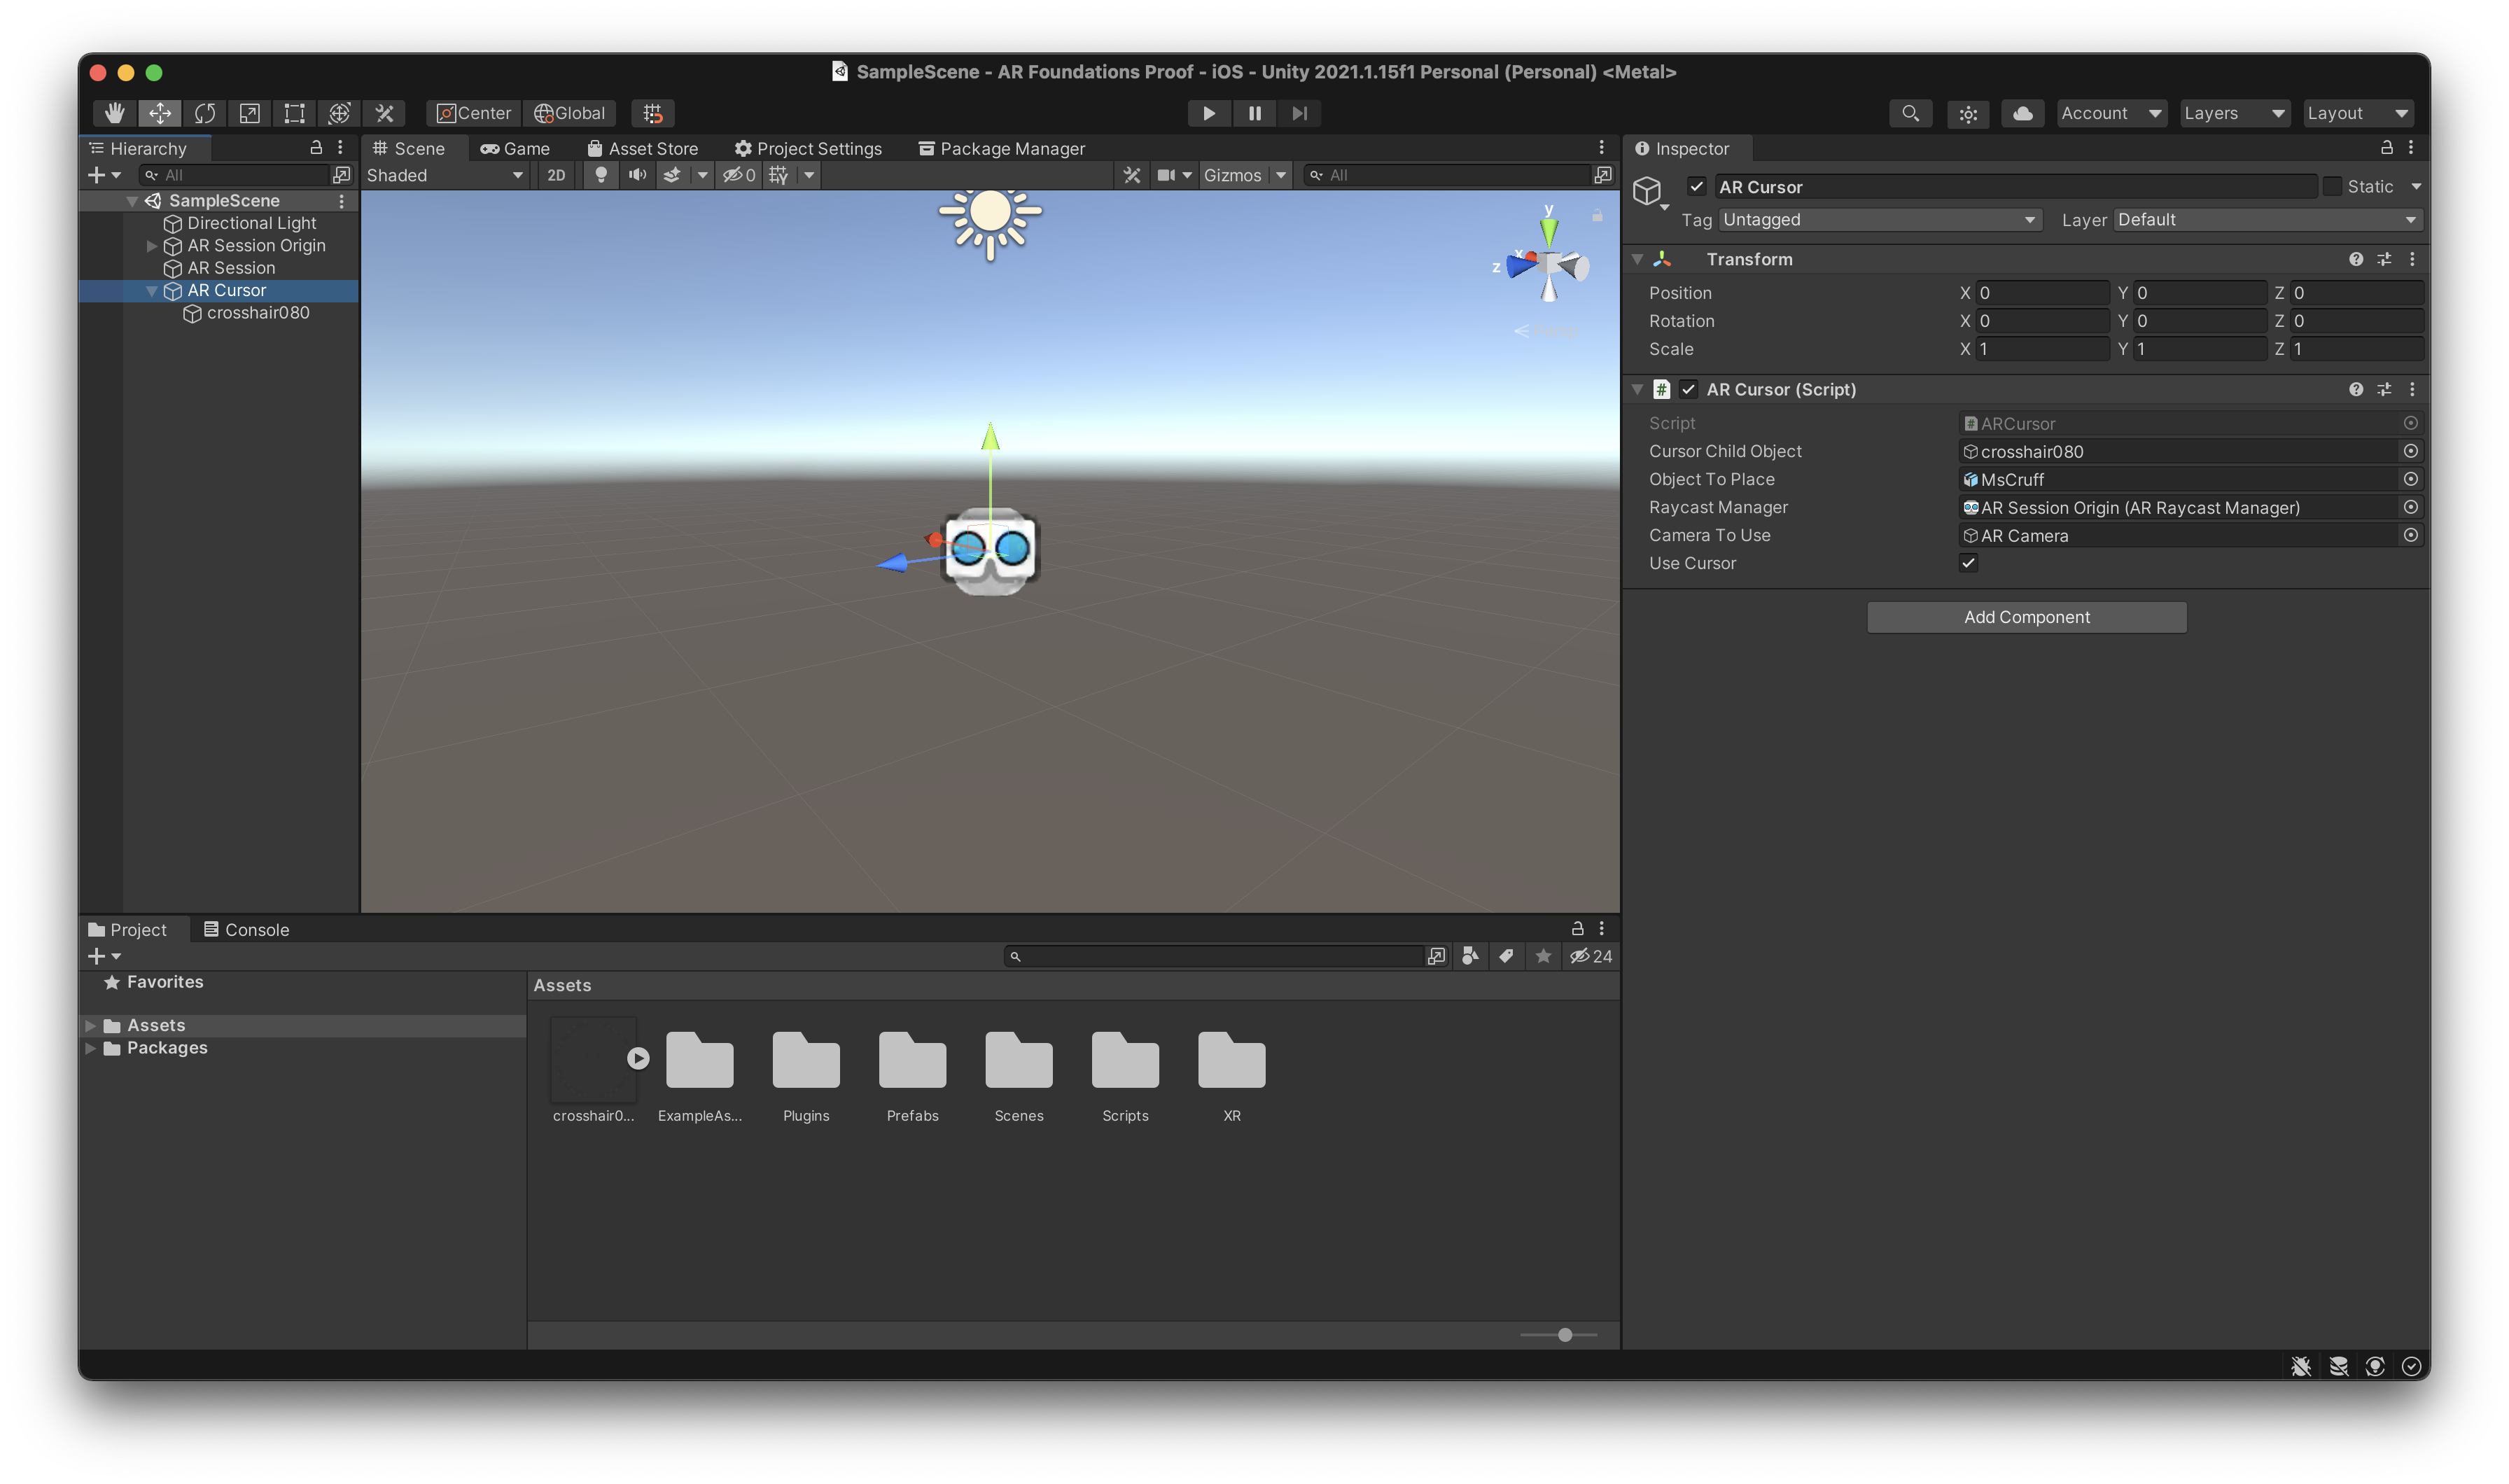 SampleScene - AR Foundations Proof - iOS - Unity 2021.1.15f1 Personal (Personal) <Metal>
Center
Global
Account
Layers
Layout
Hierarchy
All
SampleScene
Directional Light
AR Session Origin
AR Session
AR Cursor
crosshair080
Scene
Game
Asset Store
Project Settings
Package Manager
Shaded
2D
0
Gizmos
All
y
x
z
Inspector
AR Cursor
Static
Tag Untagged
Layer Default
Transform
Position X 0 Y 0 Z 0
Rotation X 0 Y 0 Z 0
Scale X 1 Y 1 Z 1
# AR Cursor (Script)
Script ARCursor
Cursor Child Object crosshair080
Object To Place MsCruff
Raycast Manager AR Session Origin (AR Raycast Manager)
Camera To Use AR Camera
Use Cursor
Add Component
Project
Console
24
Favorites
Assets
Packages
Assets
crosshair0...
ExampleAs...
Plugins
Prefabs
Scenes
Scripts
XR